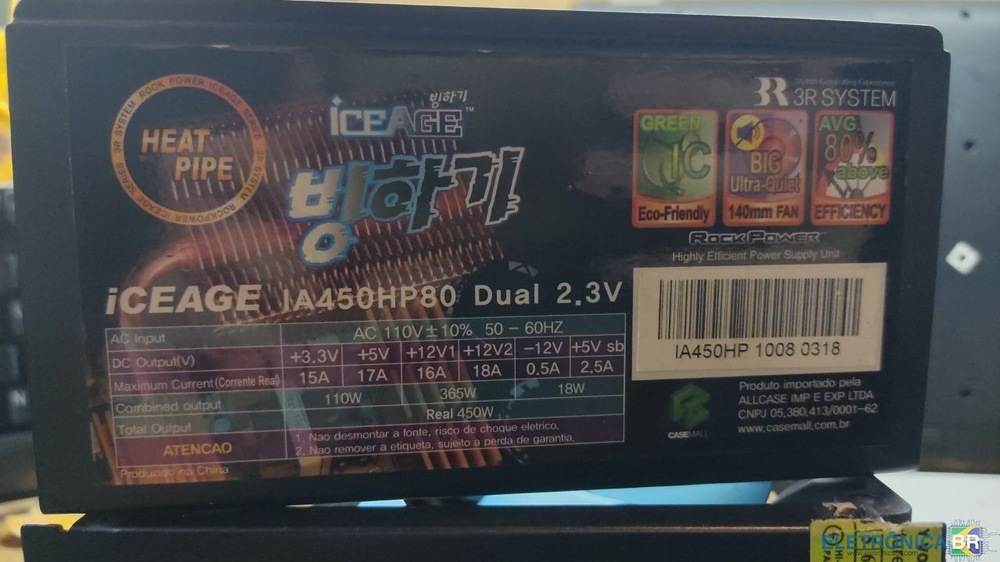 HEAT PIPE
3R SYSTEM ROCK POWER ICEAGE SERIES 3R SYSTEM ROCKPOWER ICEAGE SERIES
빙하기
iCEAGE™
빙하기
3R SYSTEM
GREEN IC Eco-Friendly
BIG Ultra-Quiet 140mm FAN
AVG. 80% above EFFICIENCY
ROCK POWER
Highly Efficient Power Supply Unit
iCEAGE IA450HP80 Dual 2.3V
AC Input AC 110V±10% 50 – 60HZ
DC Output(V) +3.3V +5V +12V1 +12V2 –12V +5V sb
Maximum Current(Corrente Real) 15A 17A 16A 18A 0.5A 2.5A
Combined output 110W 365W 18W
Total Output Real 450W
ATENCAO
1. Nao desmontar a fonte, risco de choque eletrico.
2. Nao remover a etiqueta, sujeito a perda de garantia.
Produzito na China
IA450HP 1008 0318
CASEMALL
Produto importado pela
ALLCASE IMP E EXP LTDA
CNPJ 05,380,413/0001-62
www.casemall,com,br
ELETRÔNICA BR